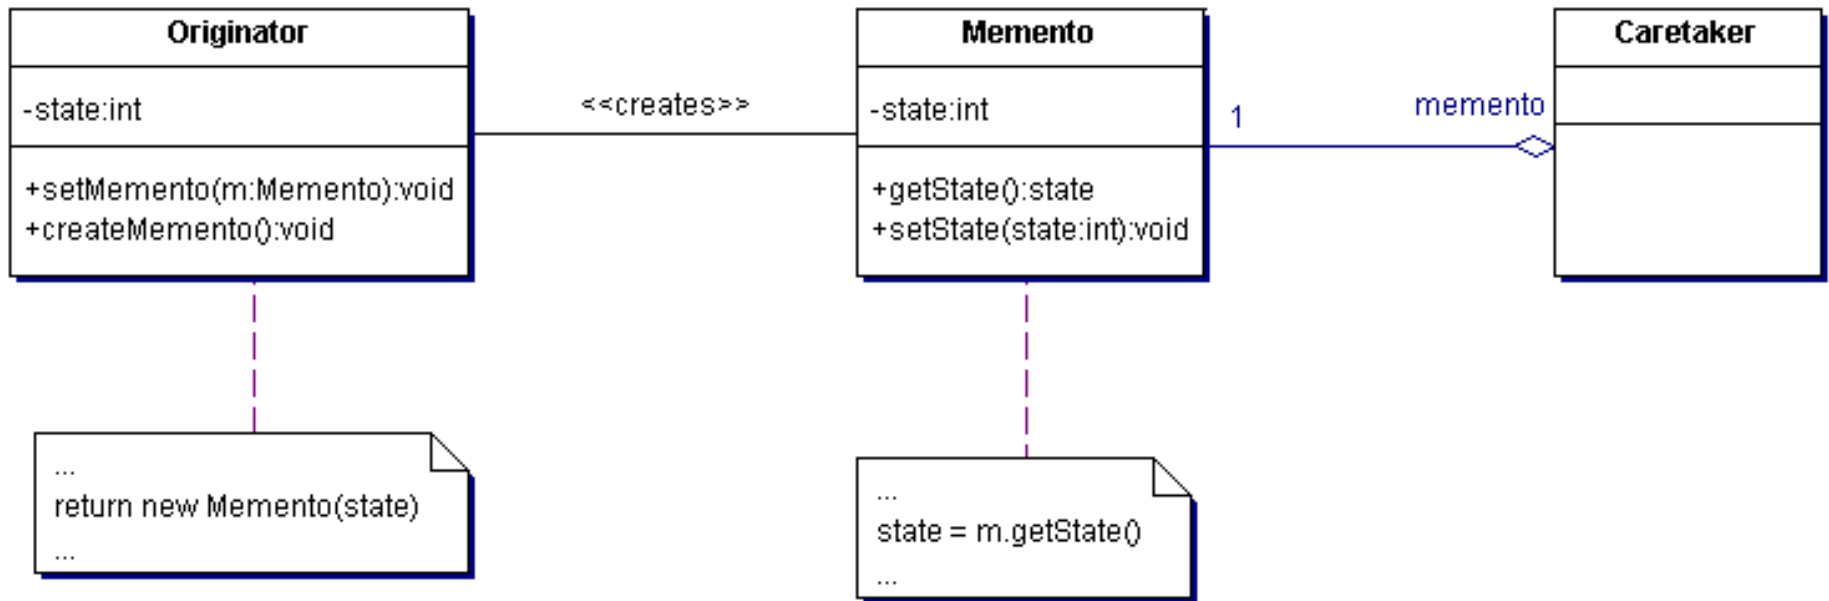 Originator
-state:int
+setMemento(m:Memento):void
+createMemento():void
<<creates>>
Memento
-state:int
+getState():state
+setState(state:int):void
1
memento
Caretaker
...
return new Memento(state)
...
...
state = m.getState()
...